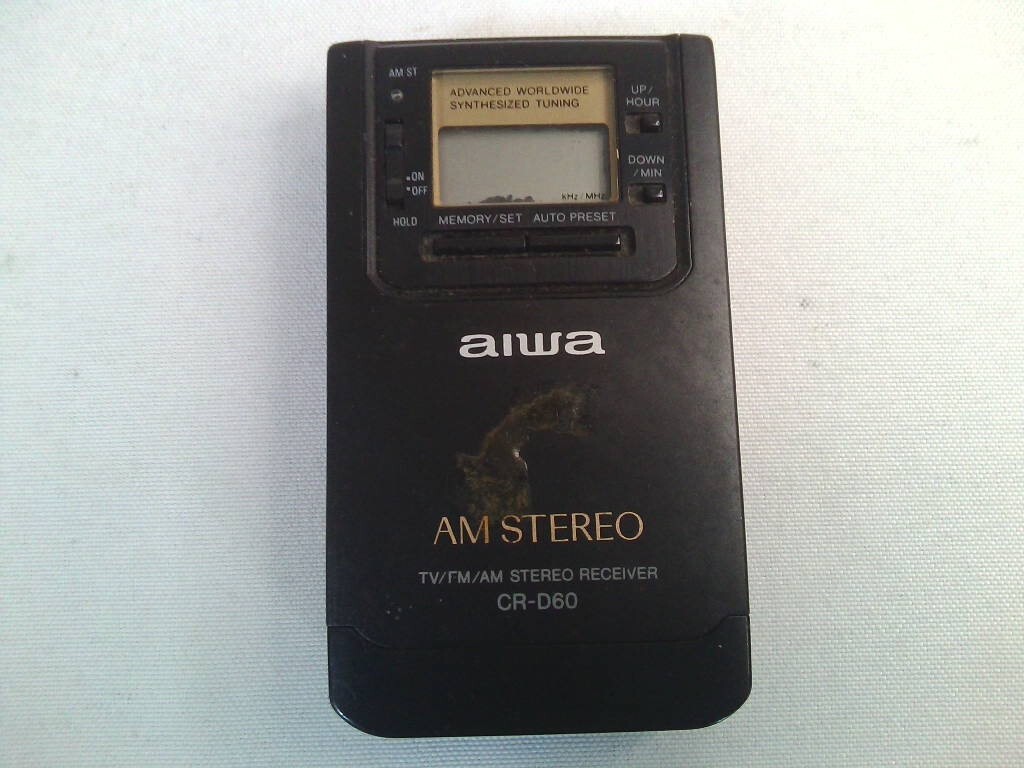 AM ST
ADVANCED WORLDWIDE
SYNTHESIZED TUNING
UP/
HOUR
DOWN
/MIN
ON
OFF
HOLD
kHz/MHz
MEMORY/SET AUTO PRESET
aiwa
AM STEREO
TV/FM/AM STEREO RECEIVER
CR-D60